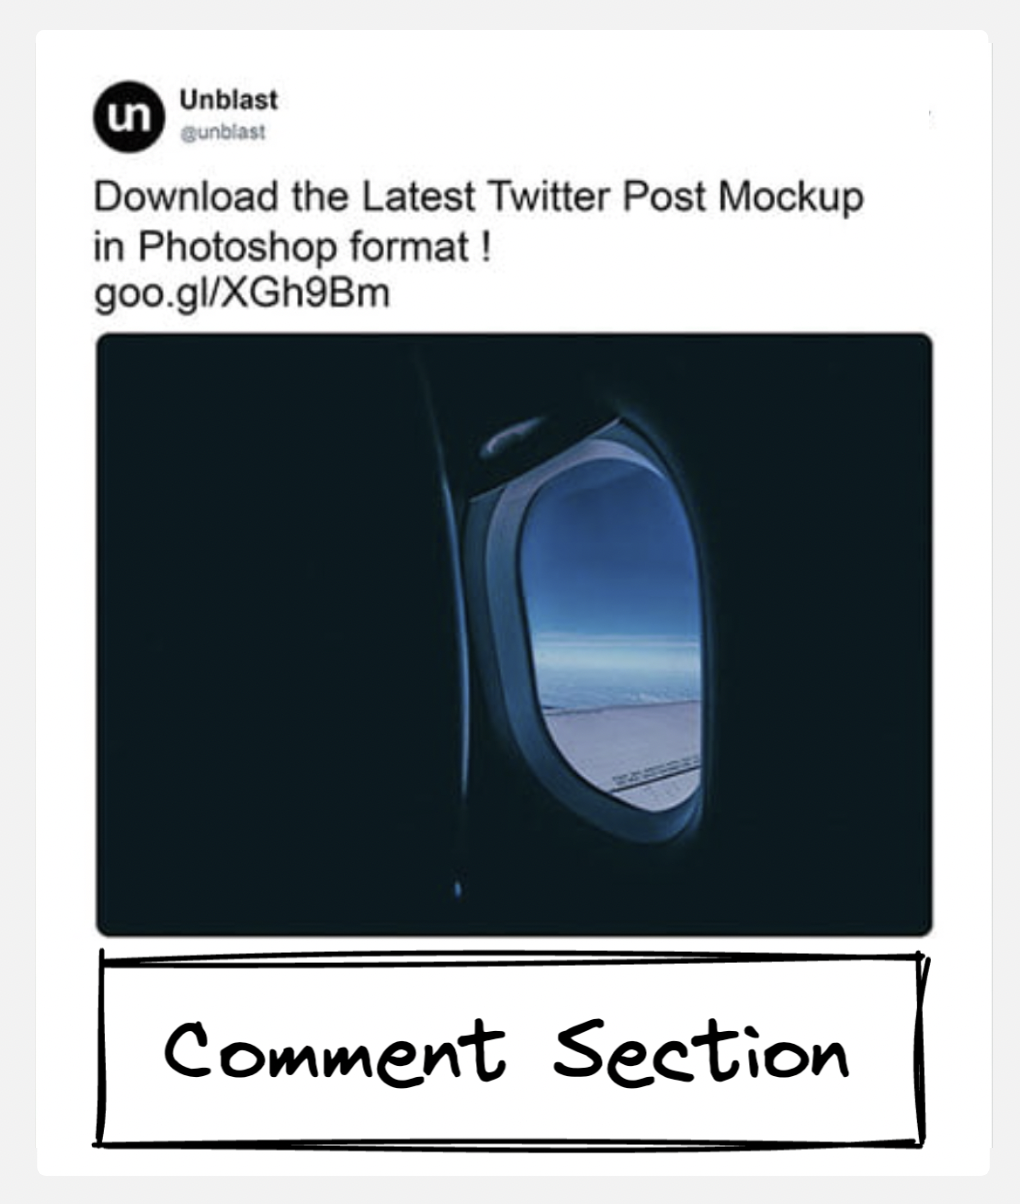 un
Unblast
@unblast
Download the Latest Twitter Post Mockup
in Photoshop format !
goo.gl/XGh9Bm
Comment Section